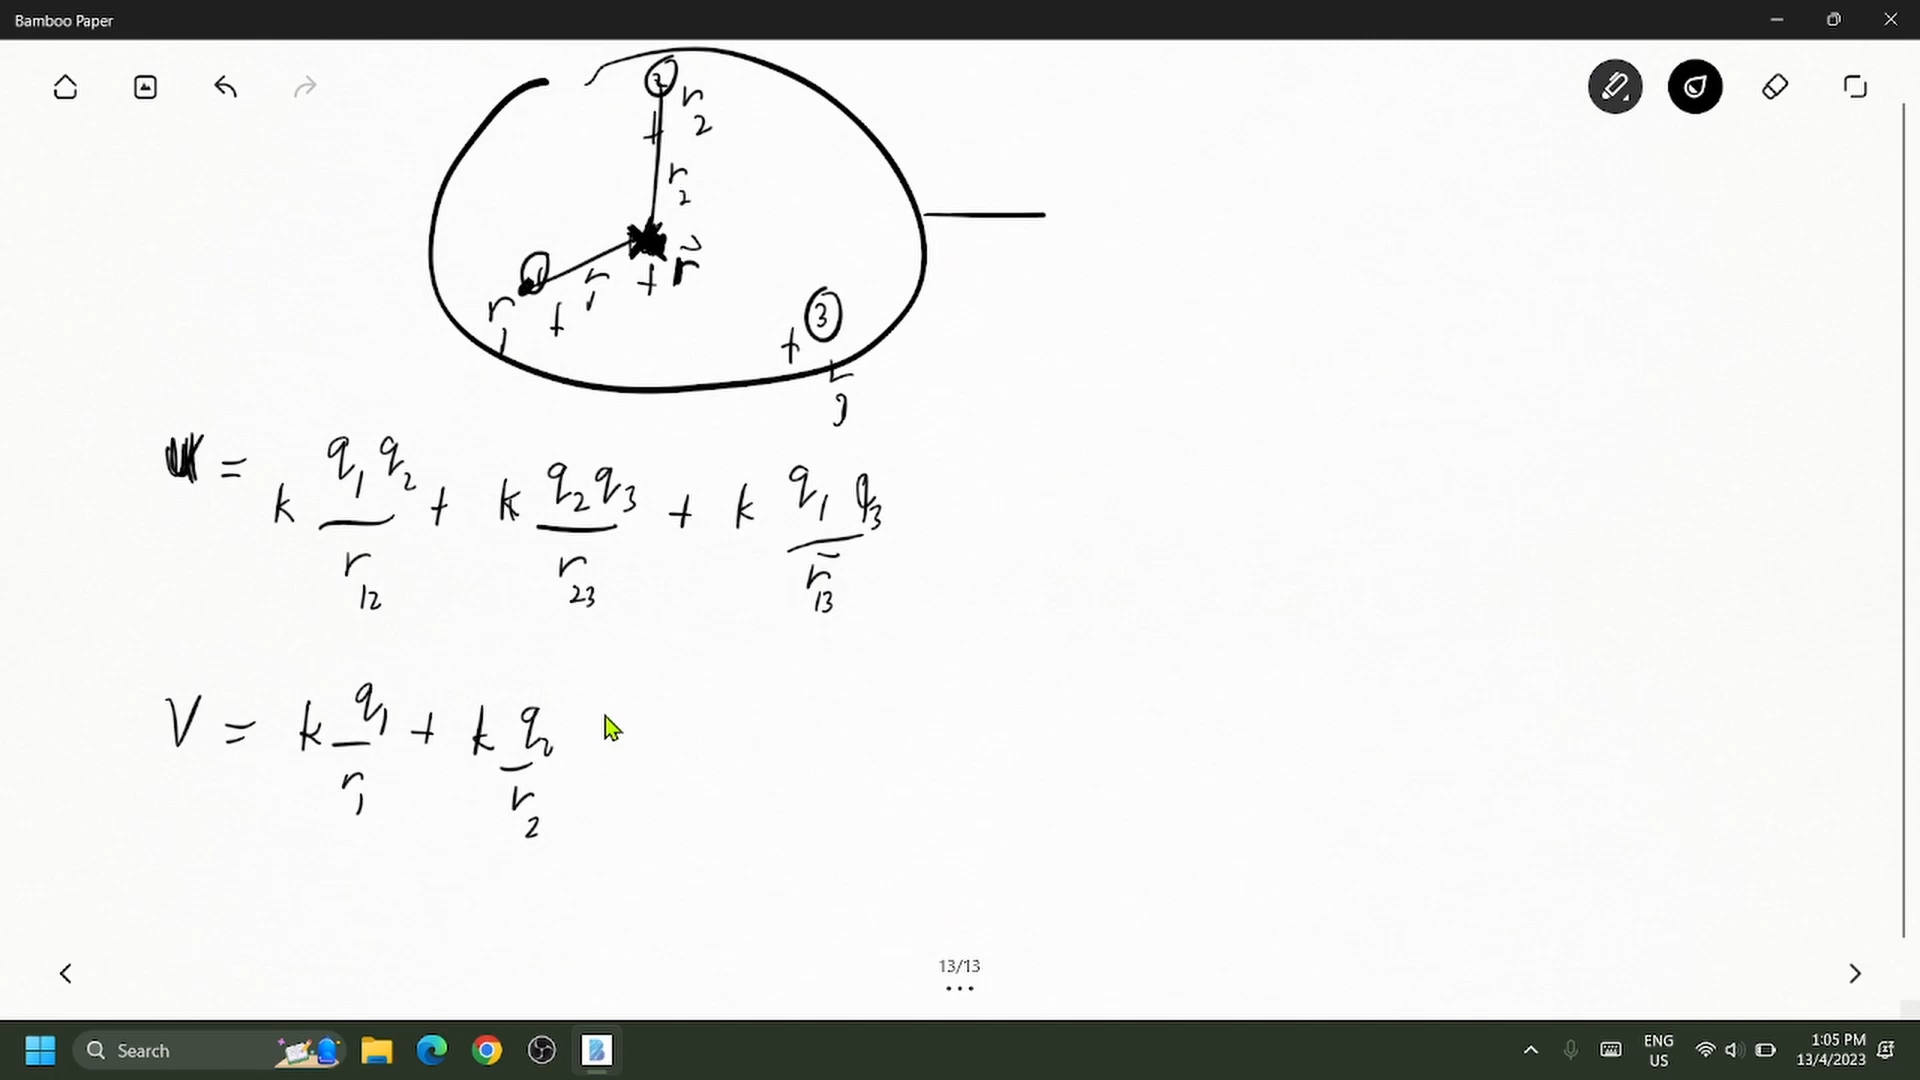 Bamboo Paper
2 r₂
+
r₂
1 r₁ + r
r₁ + +
3
+
r
U = k q₁q₂/r₁₂ + k q₂q₃/r₂₃ + k q₁q₃/r₁₃
V = k q₁/r₁ + k q₂/r₂
13/13
Search
ENG
US
1:05 PM
13/4/2023